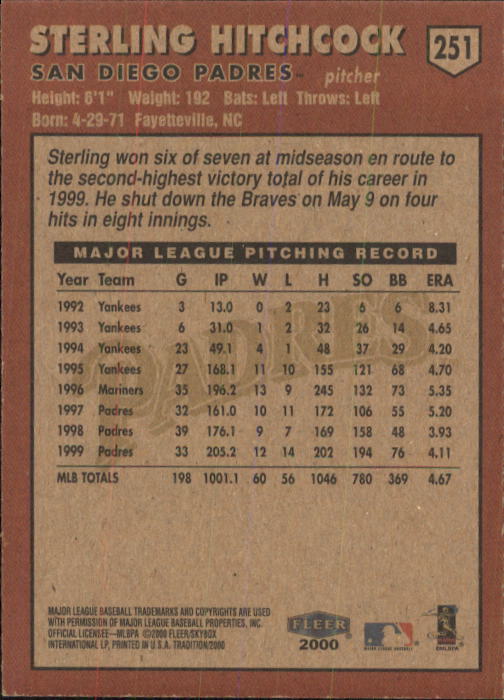 STERLING HITCHCOCK
251
SAN DIEGO PADRES™ pitcher
Height: 6'1" Weight: 192 Bats: Left Throws: Left
Born: 4-29-71 Fayetteville, NC
Sterling won six of seven at midseason en route to
the second-highest victory total of his career in
1999. He shut down the Braves on May 9 on four
hits in eight innings.
MAJOR LEAGUE PITCHING RECORD
Year Team G IP W L H SO BB ERA
1992 Yankees 3 13.0 0 2 23 6 6 8.31
1993 Yankees 6 31.0 1 2 32 26 14 4.65
1994 Yankees 23 49.1 4 1 48 37 29 4.20
1995 Yankees 27 168.1 11 10 155 121 68 4.70
1996 Mariners 35 196.2 13 9 245 132 73 5.35
1997 Padres 32 161.0 10 11 172 106 55 5.20
1998 Padres 39 176.1 9 7 169 158 48 3.93
1999 Padres 33 205.2 12 14 202 194 76 4.11
MLB TOTALS 198 1001.1 60 56 1046 780 369 4.67
PADRES
MAJOR LEAGUE BASEBALL TRADEMARKS AND COPYRIGHTS ARE USED
WITH PERMISSION OF MAJOR LEAGUE BASEBALL PROPERTIES, INC.
OFFICIAL LICENSEE—MLBPA ©2000 FLEER/SKYBOX
INTERNATIONAL LP, PRINTED IN U.S.A. TRADITION/2000
FLEER
2000
MAJOR LEAGUE BASEBALL
©MLBPA